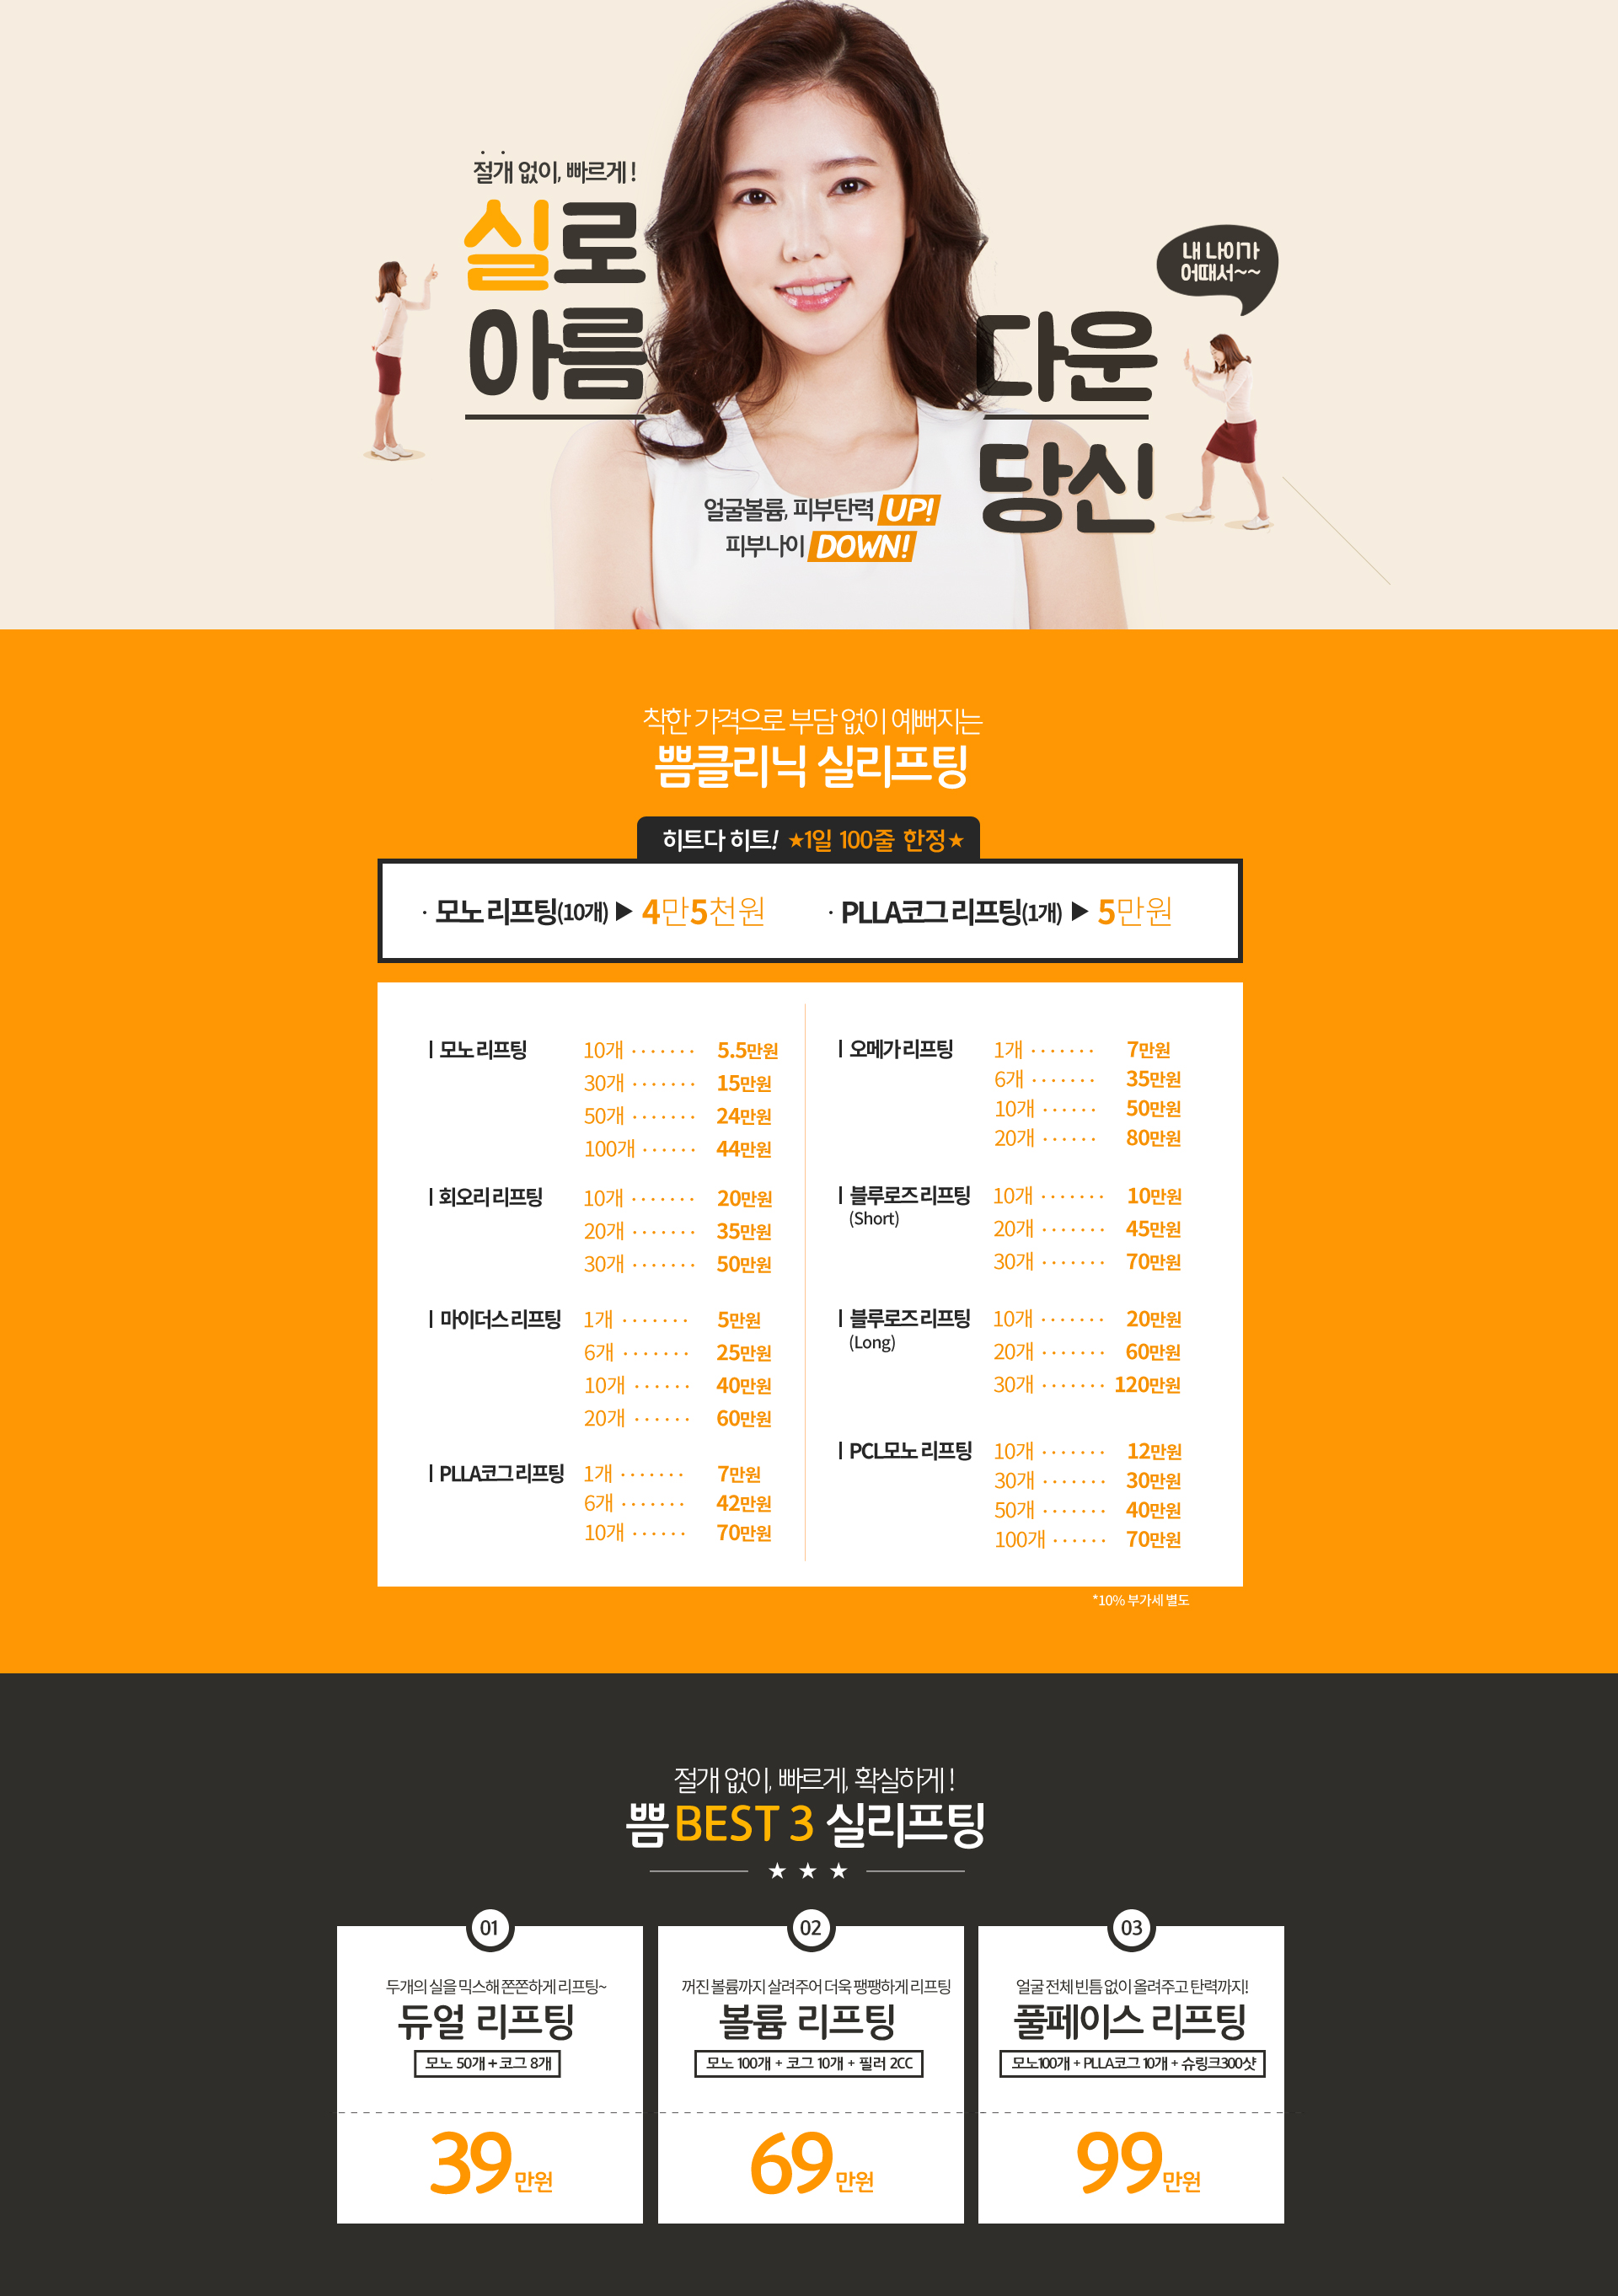 절개 없이, 빠르게!
실로
아름다운
당신
내 나이가
어때서~~
얼굴볼륨, 피부탄력 UP!
피부나이 DOWN!
착한 가격으로 부담 없이 예뻐지는
쁨클리닉 실리프팅
히트다 히트! ★1일 100줄 한정★
· 모노 리프팅(10개) ▶ 4만5천원
· PLLA코그 리프팅(1개) ▶ 5만원
| 모노 리프팅 10개 · · · · · · · 5.5만원
30개 · · · · · · · 15만원
50개 · · · · · · · 24만원
100개 · · · · · · 44만원
| 회오리 리프팅 10개 · · · · · · · 20만원
20개 · · · · · · · 35만원
30개 · · · · · · · 50만원
| 마이더스 리프팅 1개 · · · · · · · 5만원
6개 · · · · · · · 25만원
10개 · · · · · · 40만원
20개 · · · · · · 60만원
| PLLA코그 리프팅 1개 · · · · · · · 7만원
6개 · · · · · · · 42만원
10개 · · · · · · 70만원
| 오메가 리프팅 1개 · · · · · · · 7만원
6개 · · · · · · · 35만원
10개 · · · · · · 50만원
20개 · · · · · · 80만원
| 블루로즈 리프팅 10개 · · · · · · · 10만원
(Short)
20개 · · · · · · · 45만원
30개 · · · · · · · 70만원
| 블루로즈 리프팅 10개 · · · · · · · 20만원
(Long)
20개 · · · · · · · 60만원
30개 · · · · · · · 120만원
| PCL모노 리프팅 10개 · · · · · · · 12만원
30개 · · · · · · · 30만원
50개 · · · · · · · 40만원
100개 · · · · · · 70만원
*10% 부가세 별도
절개 없이, 빠르게, 확실하게!
쁨 BEST 3 실리프팅
★ ★ ★
01
두개의 실을 믹스해 쫀쫀하게 리프팅~
듀얼 리프팅
모노 50개 + 코그 8개
39만원
02
꺼진 볼륨까지 살려주어 더욱 팽팽하게 리프팅
볼륨 리프팅
모노 100개 + 코그 10개 + 필러 2CC
69만원
03
얼굴 전체 빈틈 없이 올려주고 탄력까지!
풀페이스 리프팅
모노100개 + PLLA코그 10개 + 슈링크300샷
99만원